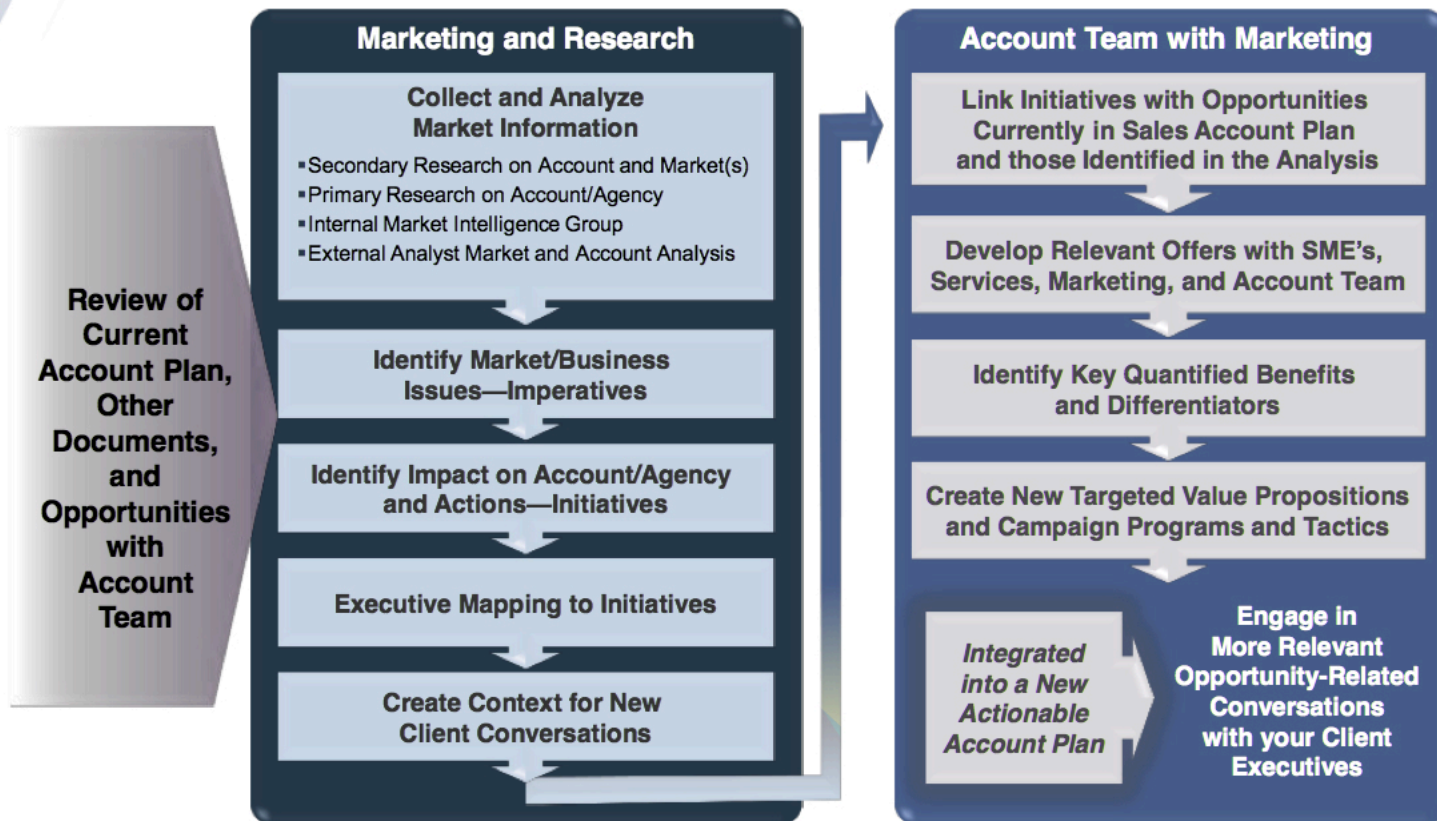 Review of
Current
Account Plan,
Other
Documents,
and
Opportunities
with
Account
Team
Marketing and Research
Collect and Analyze
Market Information
▪Secondary Research on Account and Market(s)
▪Primary Research on Account/Agency
▪Internal Market Intelligence Group
▪External Analyst Market and Account Analysis
Identify Market/Business
Issues—Imperatives
Identify Impact on Account/Agency
and Actions—Initiatives
Executive Mapping to Initiatives
Create Context for New
Client Conversations
Account Team with Marketing
Link Initiatives with Opportunities
Currently in Sales Account Plan
and those Identified in the Analysis
Develop Relevant Offers with SME's,
Services, Marketing, and Account Team
Identify Key Quantified Benefits
and Differentiators
Create New Targeted Value Propositions
and Campaign Programs and Tactics
Integrated
into a New
Actionable
Account Plan
Engage in
More Relevant
Opportunity-Related
Conversations
with your Client
Executives